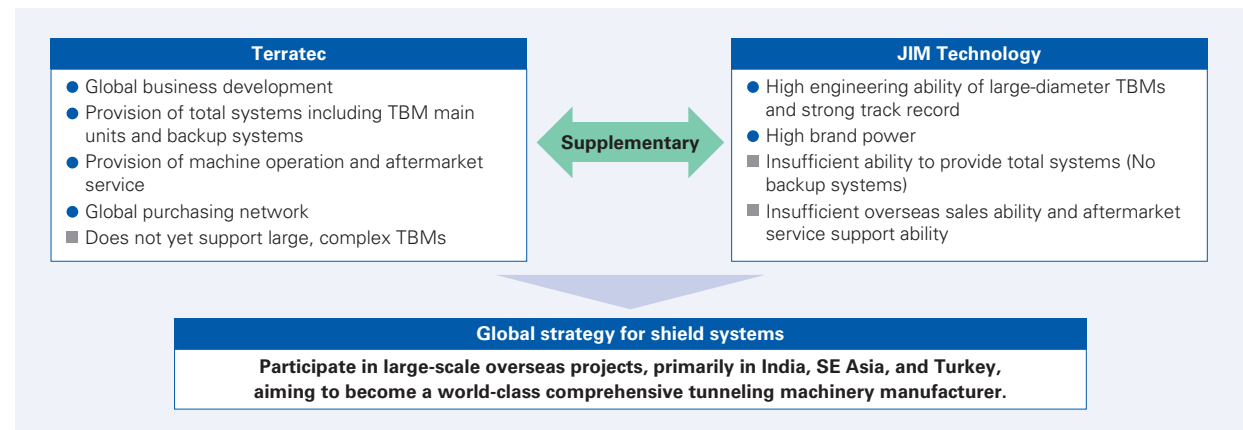 Terratec
● Global business development
● Provision of total systems including TBM main
units and backup systems
● Provision of machine operation and aftermarket
service
● Global purchasing network
■ Does not yet support large, complex TBMs
Supplementary
JIM Technology
● High engineering ability of large-diameter TBMs
and strong track record
● High brand power
■ Insufficient ability to provide total systems (No
backup systems)
■ Insufficient overseas sales ability and aftermarket
service support ability
Global strategy for shield systems
Participate in large-scale overseas projects, primarily in India, SE Asia, and Turkey,
aiming to become a world-class comprehensive tunneling machinery manufacturer.